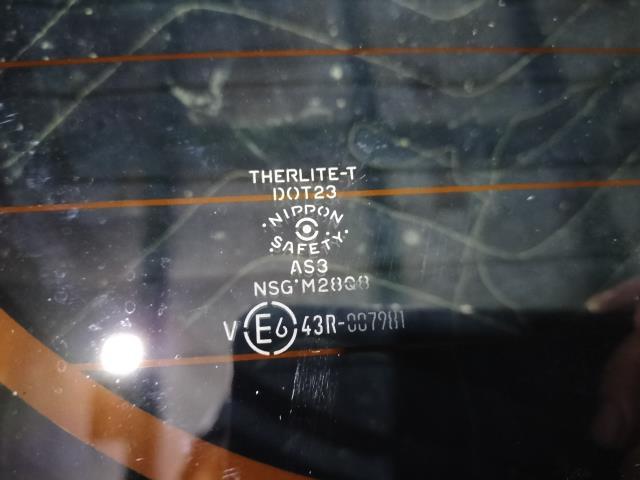 THERLITE-T
DOT23
NIPPON
SAFETY
AS3
NSG M28Q8
V E6 43R-007981